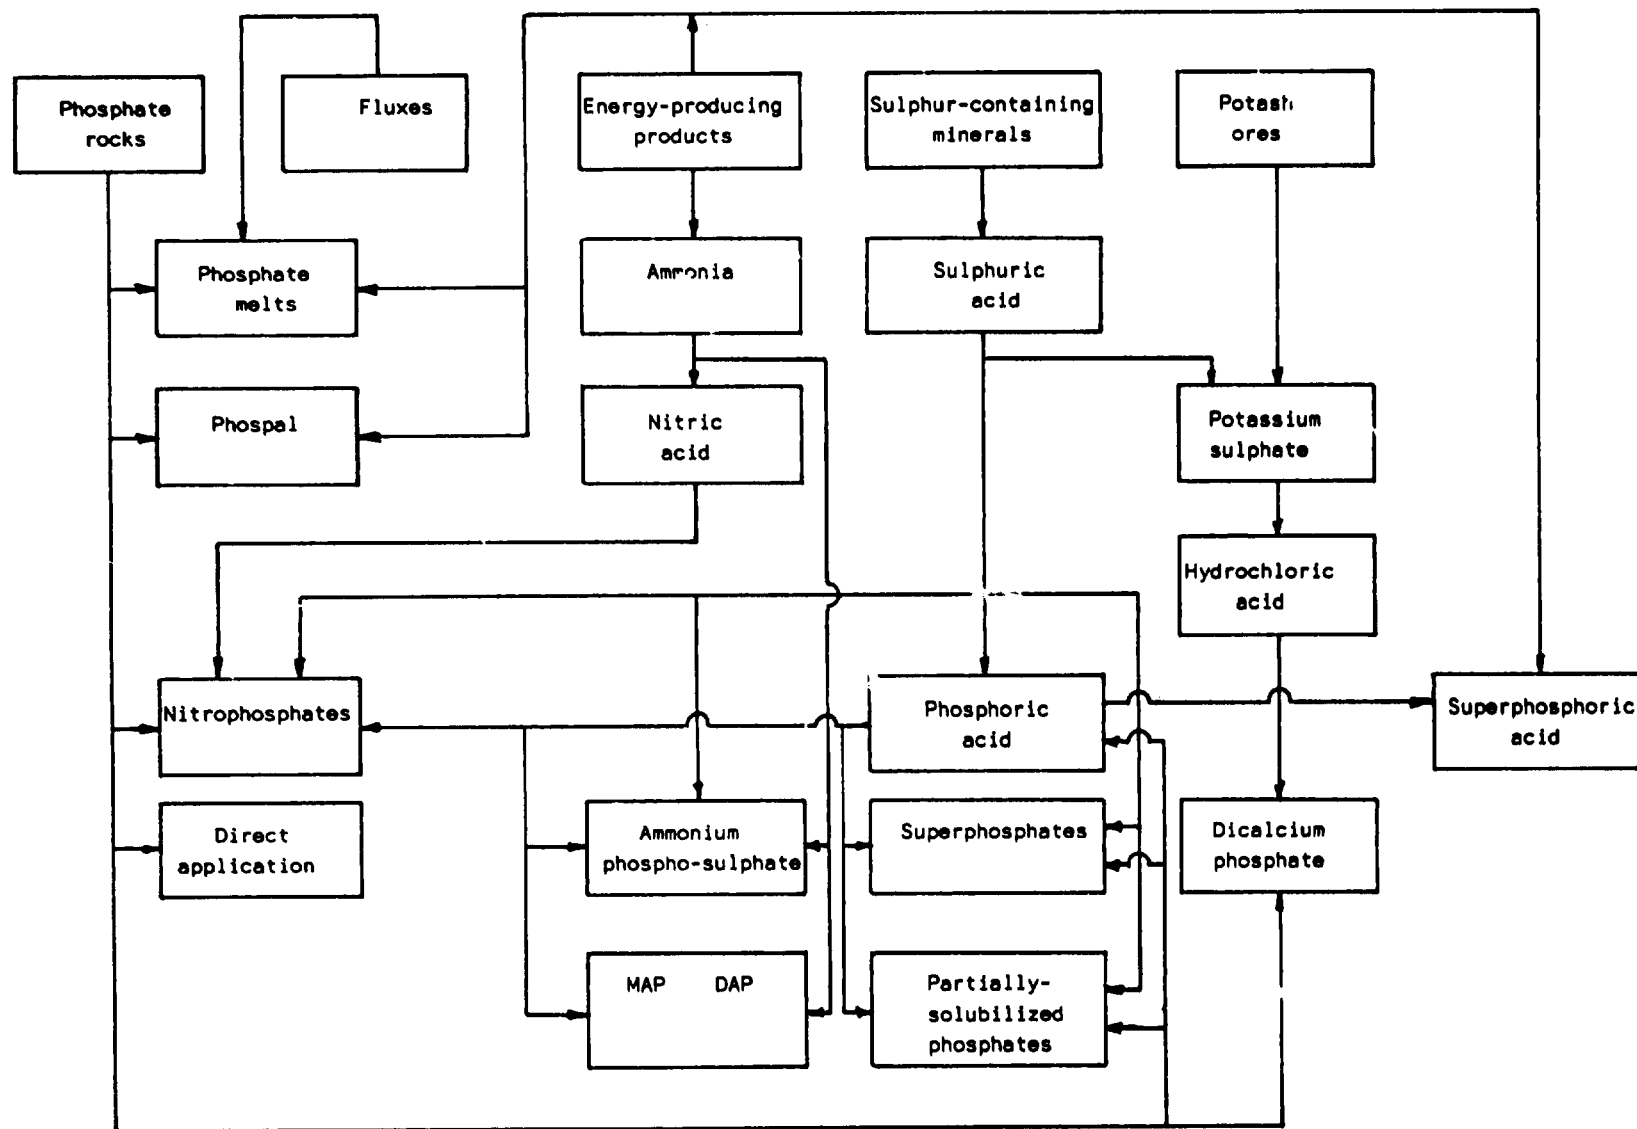 Phosphate
rocks
Fluxes
Energy-producing
products
Sulphur-containing
minerals
Potash
ores
Phosphate
melts
Ammonia
Sulphuric
acid
Phospal
Nitric
acid
Potassium
sulphate
Hydrochloric
acid
Nitrophosphates
Phosphoric
acid
Superphosphoric
acid
Direct
application
Ammonium
phospho-sulphate
Superphosphates
Dicalcium
phosphate
MAP DAP
Partially-
solubilized
phosphates